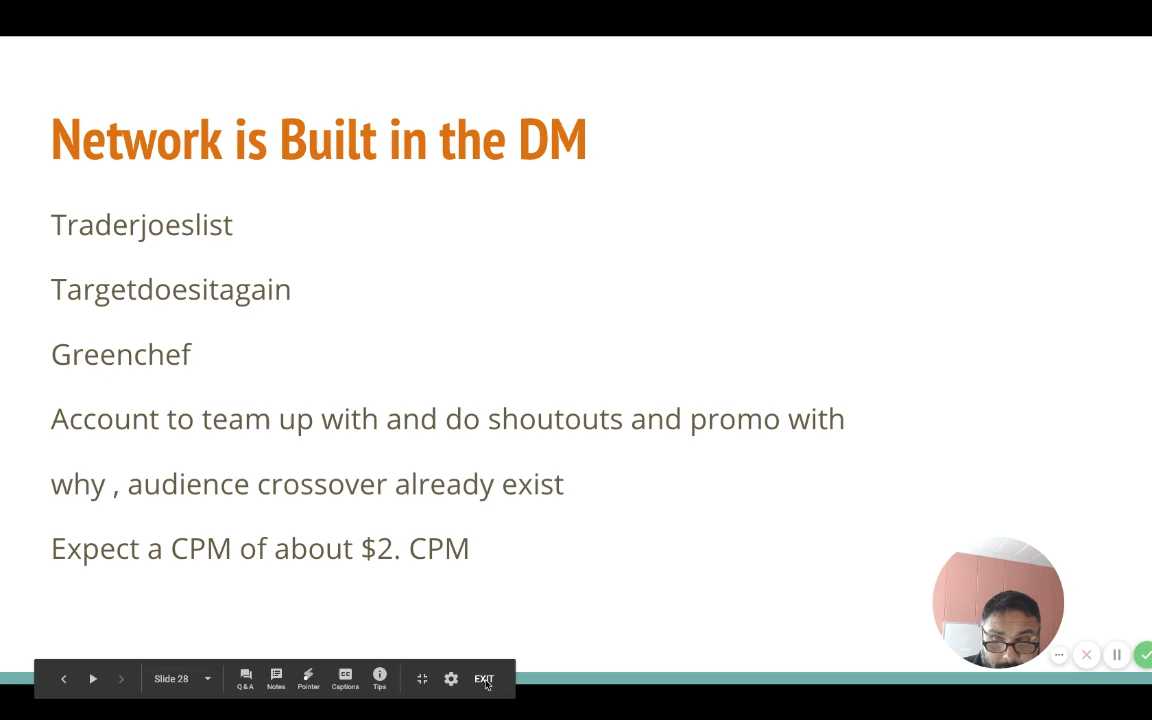 Network is Built in the DM
Traderjoeslist
Targetdoesitagain
Greenchef
Account to team up with and do shoutouts and promo with
why , audience crossover already exist
Expect a CPM of about $2. CPM
Slide 28
Q & A
Notes
Pointer
CC
Captions
Tips
EXIT